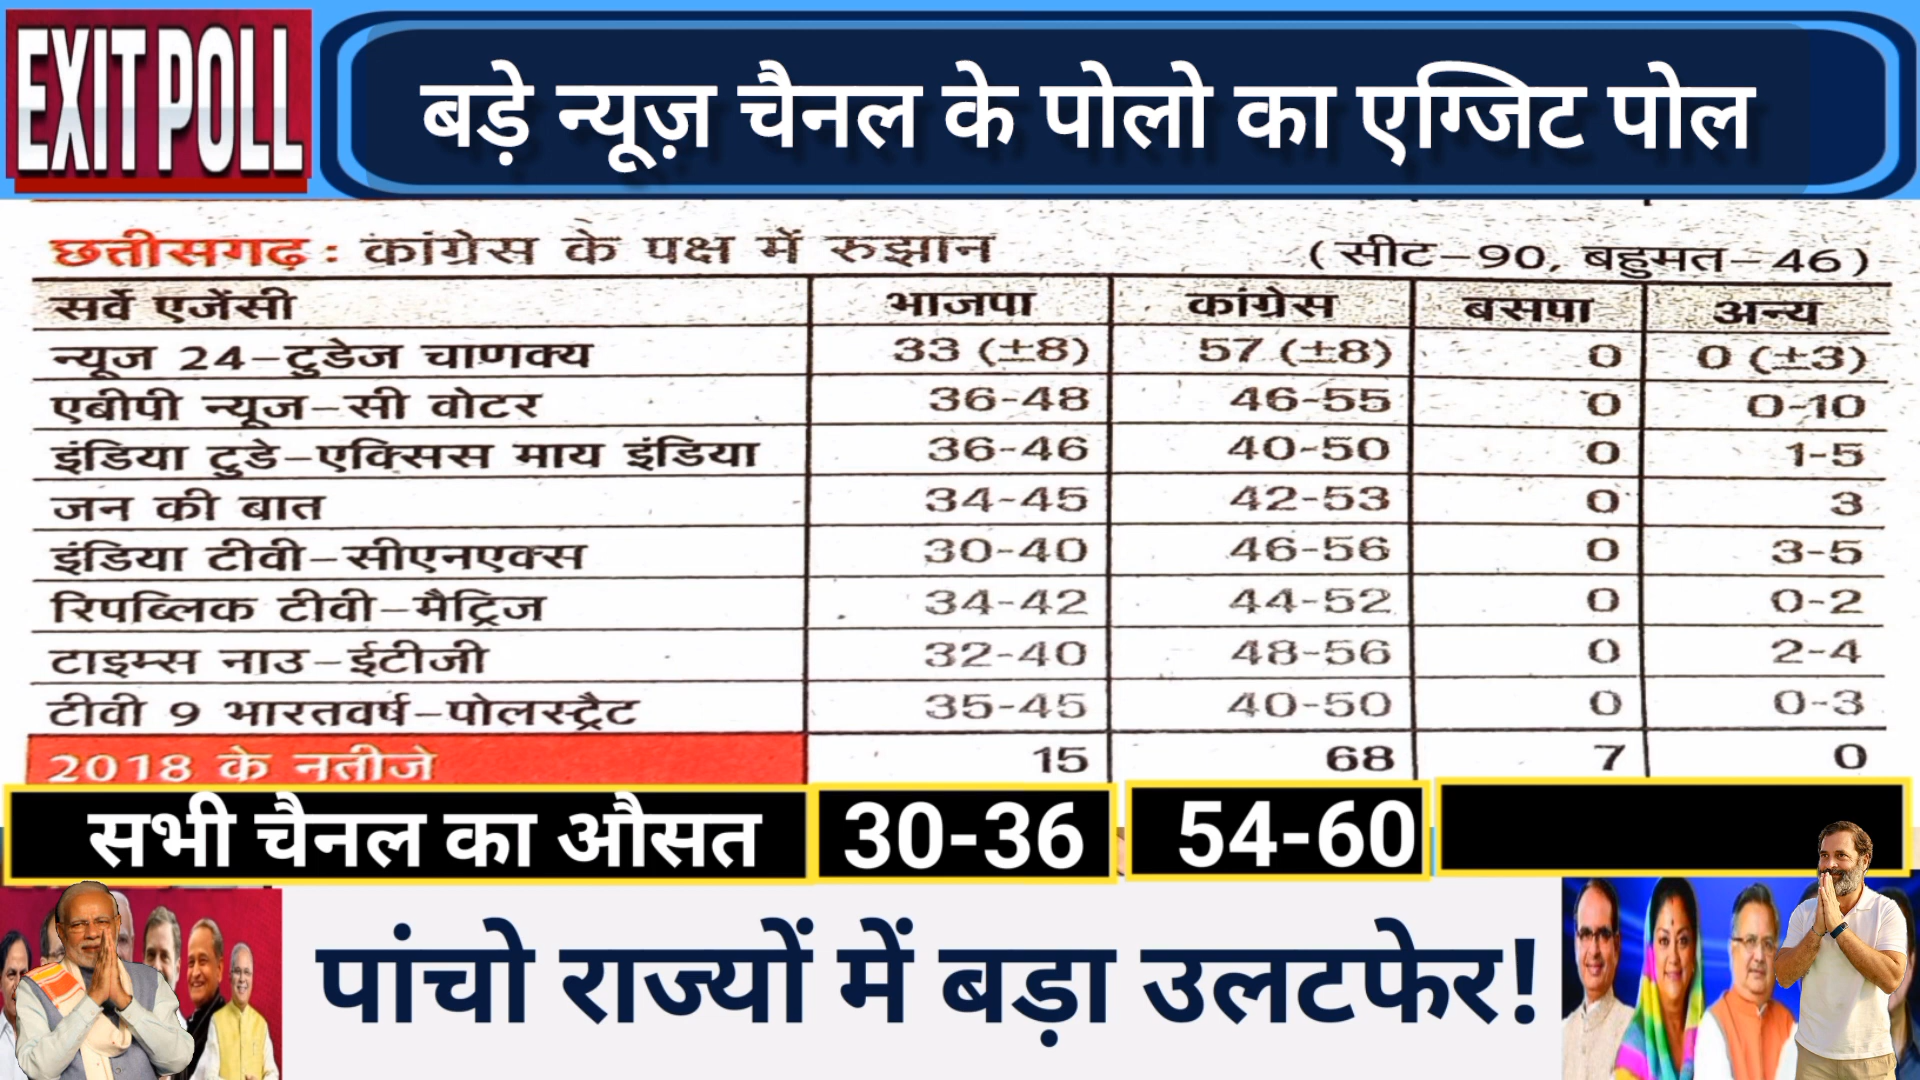 EXIT POLL
बड़े न्यूज़ चैनल के पोलो का एग्जिट पोल
छत्तीसगढ़ : कांग्रेस के पक्ष में रुझान (सीट-90, बहुमत-46)
सर्वे एजेंसी भाजपा कांग्रेस बसपा अन्य
न्यूज 24-टुडेज चाणक्य 33 (±8) 57 (±8) 0 0 (±3)
एबीपी न्यूज-सी वोटर 36-48 46-55 0 0-10
इंडिया टुडे-एक्सिस माय इंडिया 36-46 40-50 0 1-5
जन की बात 34-45 42-53 0 3
इंडिया टीवी-सीएनएक्स 30-40 46-56 0 3-5
रिपब्लिक टीवी-मैट्रिज 34-42 44-52 0 0-2
टाइम्स नाउ-ईटीजी 32-40 48-56 0 2-4
टीवी 9 भारतवर्ष-पोलस्ट्रैट 35-45 40-50 0 0-3
2018 के नतीजे 15 68 7 0
सभी चैनल का औसत 30-36 54-60
पांचो राज्यों में बड़ा उलटफेर!